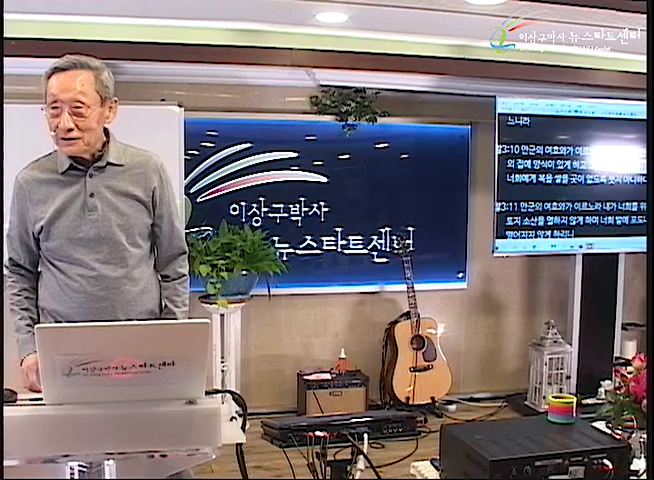 이상구박사 뉴스타트센터
느니라
말3:10 만군의 여호와가 이르노라
의 집에 양식이 있게 하고
너희에게 복을 쌓을 곳이 없도록 붓지 아니하나
말3:11 만군의 여호와가 이르노라 내가 너희를 위
토지 소산을 멸하지 않게 하며 너희 밭에 포도나
떨어지지 않게 하리니
이상구박사
뉴스타트센터
이상구박사 뉴스타트센터